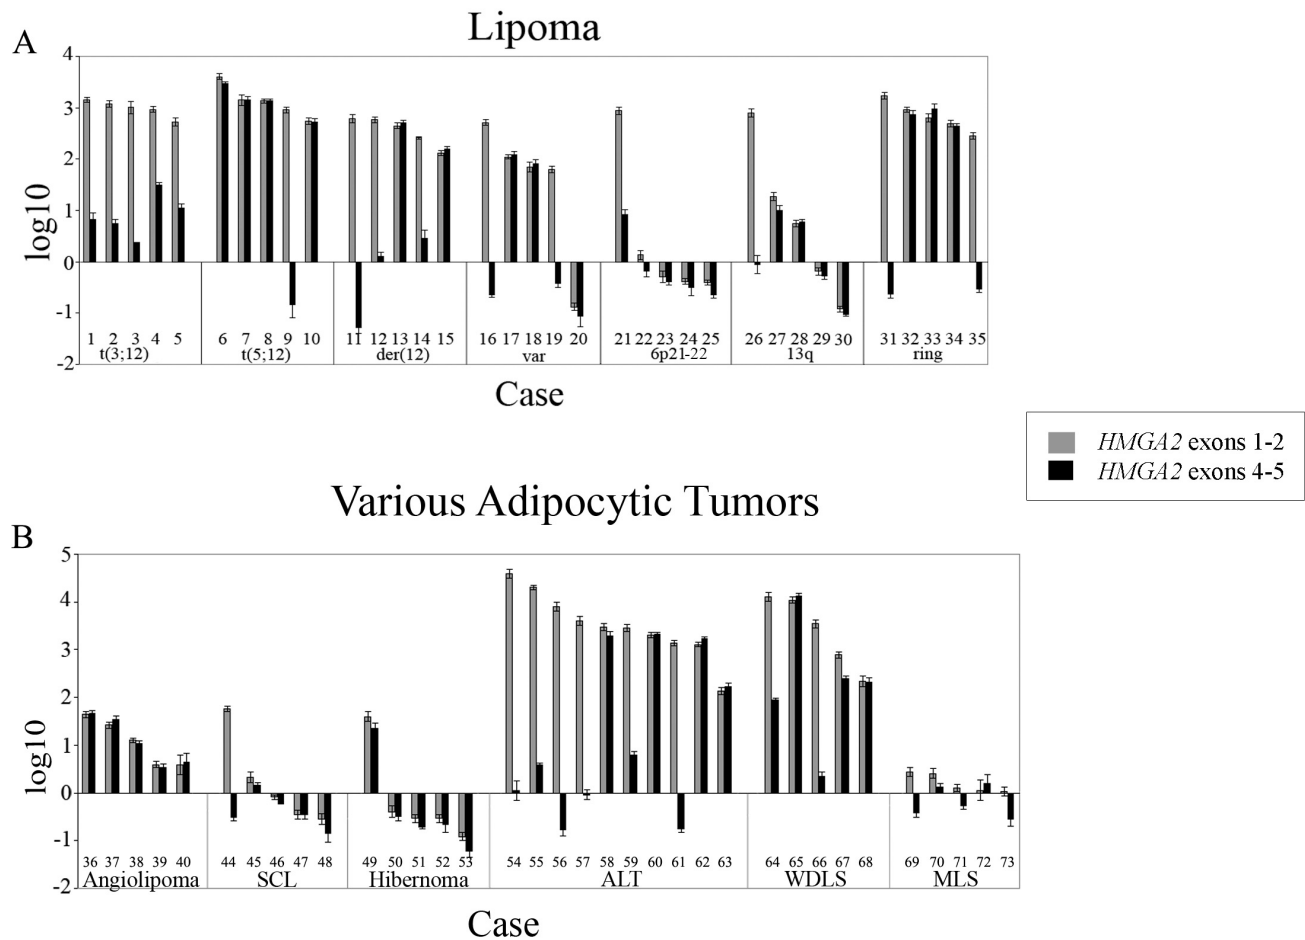 A
Lipoma
4
3
2
1
0
-1
-2
log10
1 2 3 4 5 6 7 8 9 10 11 12 13 14 15 16 17 18 19 20 21 22 23 24 25 26 27 28 29 30 31 32 33 34 35
t(3;12) t(5;12) der(12) var 6p21-22 13q ring
Case
HMGA2 exons 1-2
HMGA2 exons 4-5
Various Adipocytic Tumors
B
5
4
3
2
1
0
-1
-2
log10
36 37 38 39 40 44 45 46 47 48 49 50 51 52 53 54 55 56 57 58 59 60 61 62 63 64 65 66 67 68 69 70 71 72 73
Angiolipoma SCL Hibernoma ALT WDLS MLS
Case